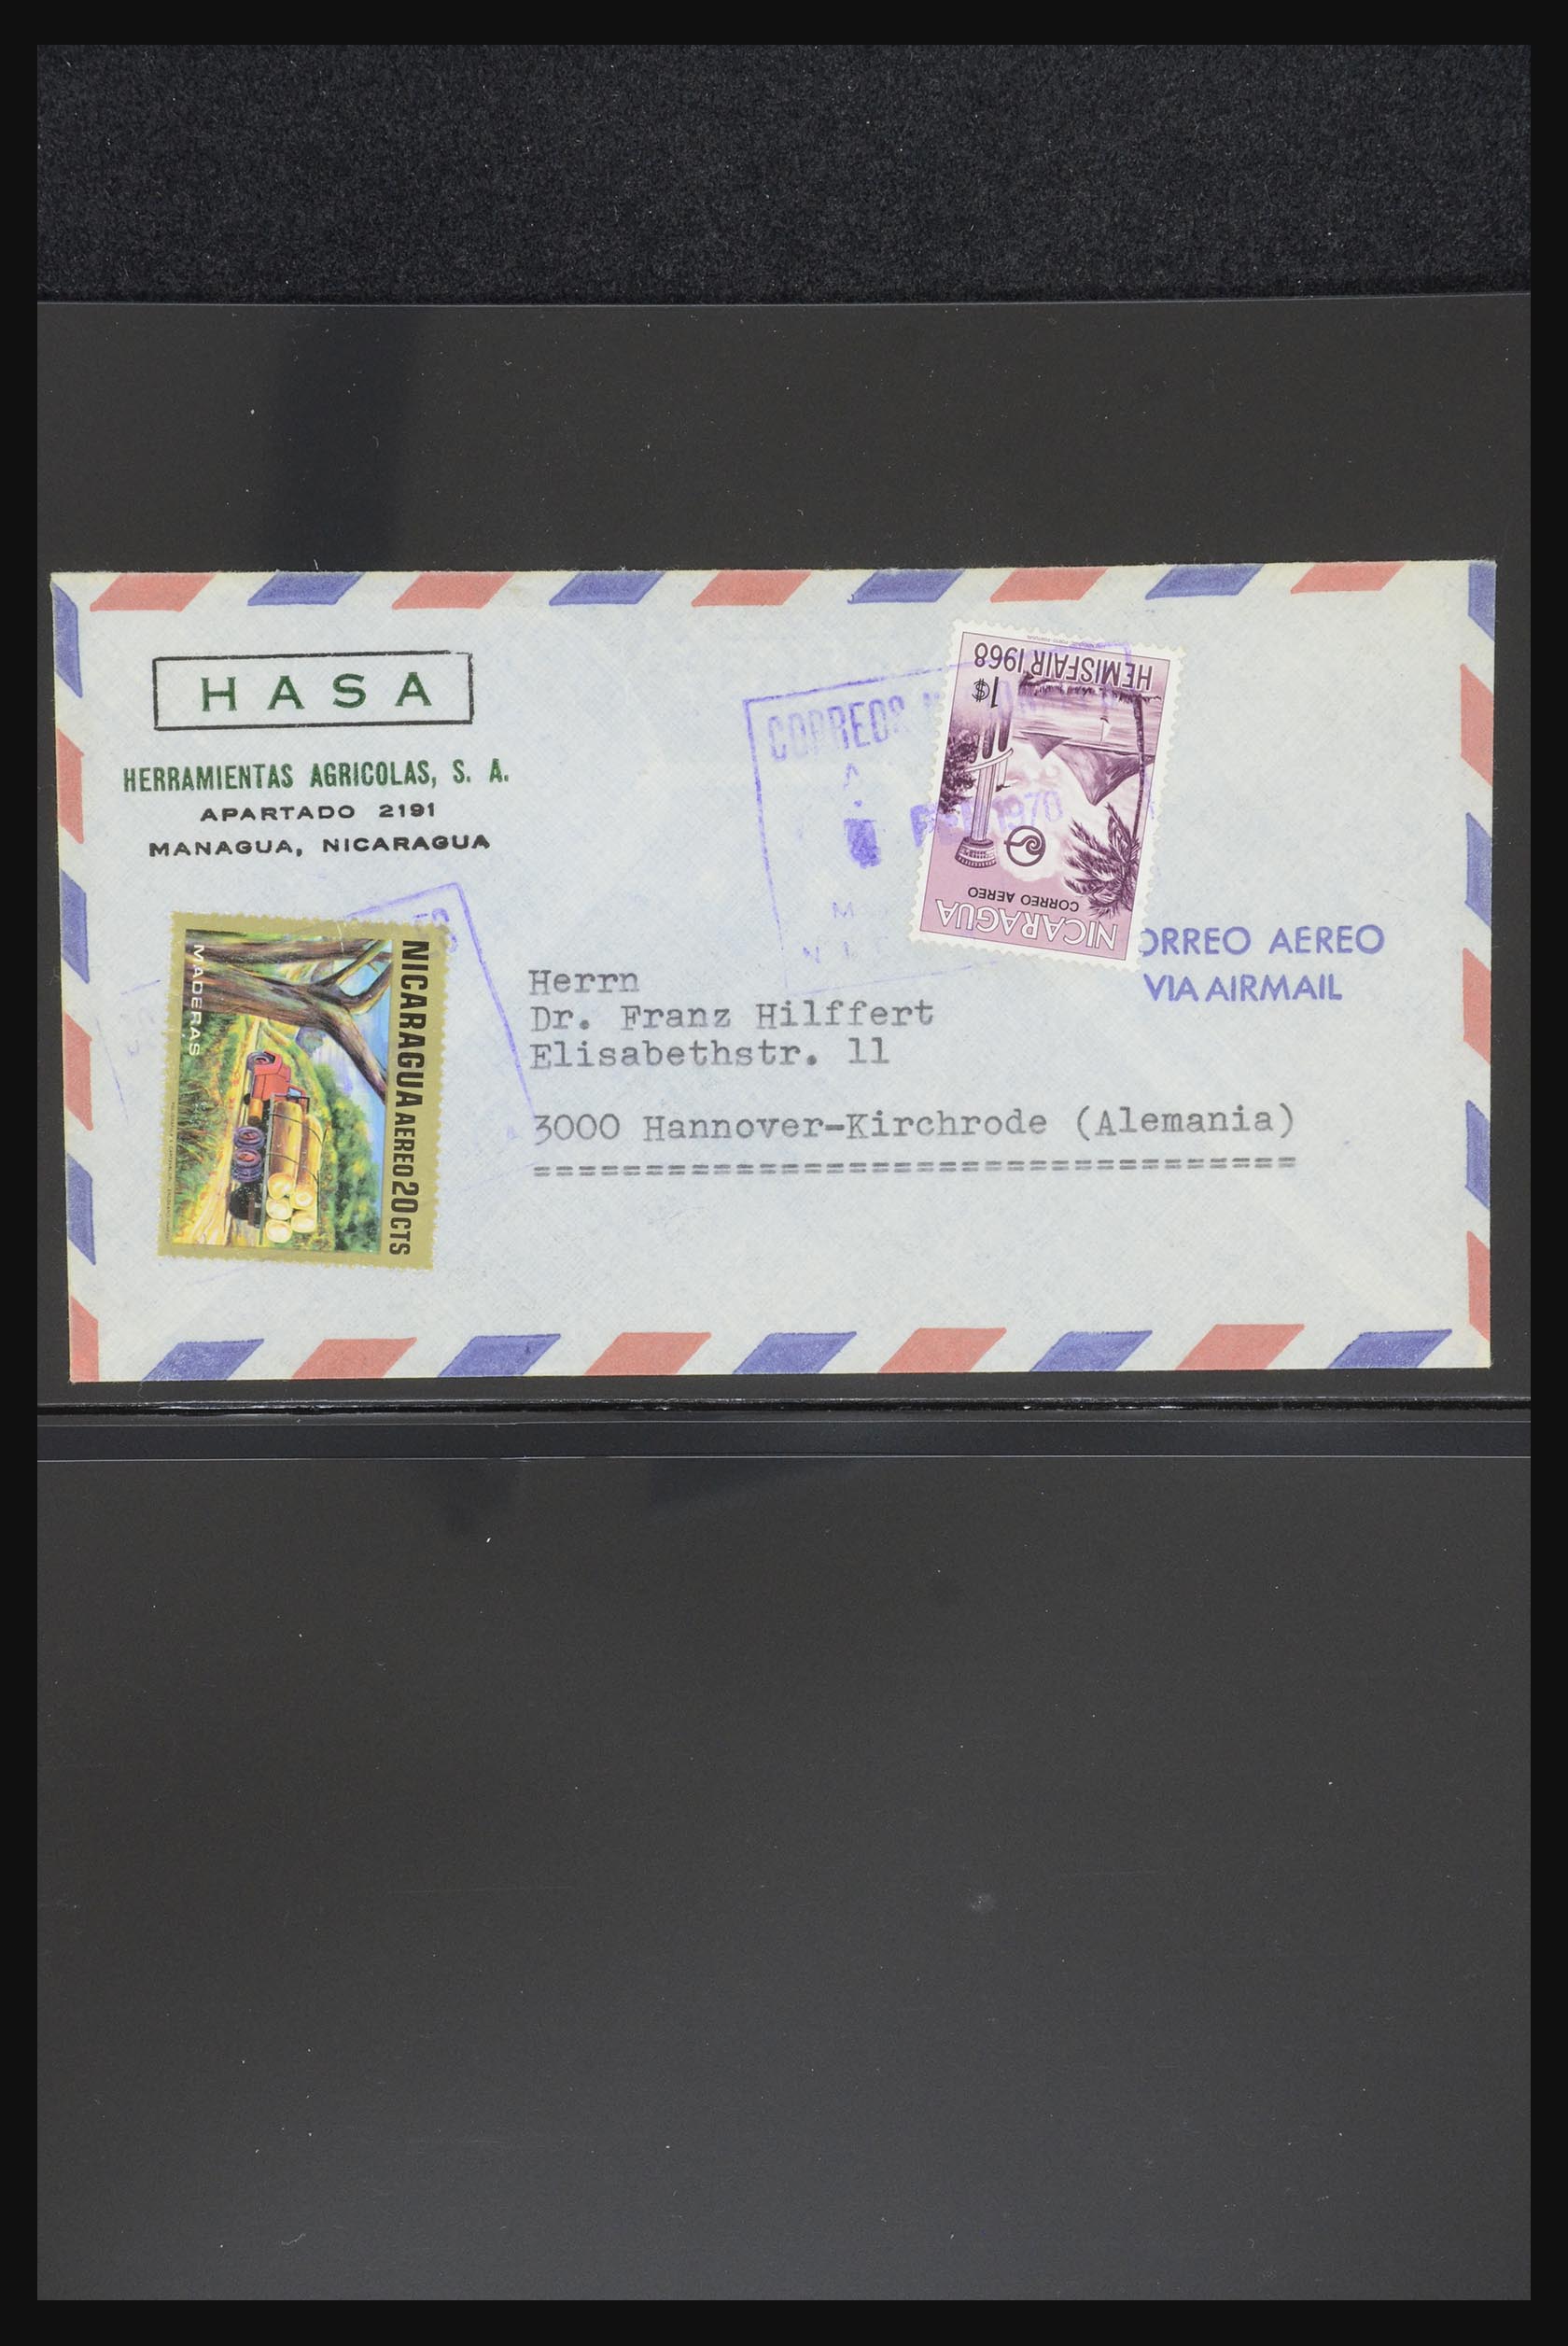 HASA
HERRAMIENTAS AGRICOLAS, S. A.
APARTADO 2191
MANAGUA, NICARAGUA
CORREOS
1970
HEMISFAIR 1968
1₵
CORREO AEREO
NICARAGUA
ORREO AEREO
VIA AIRMAIL
NICARAGUA AEREO 20 CTS
MADERAS
Herrn
Dr. Franz Hilffert
Elisabethstr. 11
3000 Hannover-Kirchrode (Alemania)
==================================